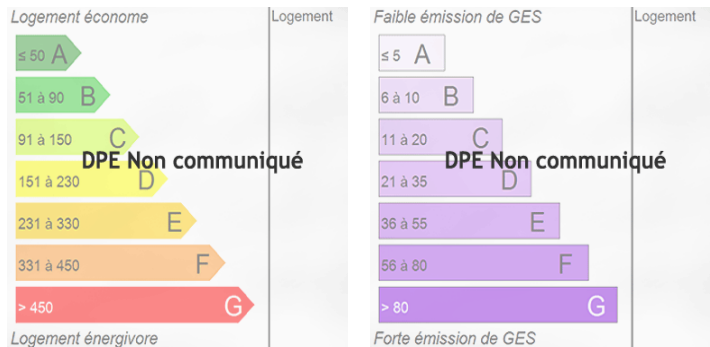 Logement économe
Logement
≤ 50 A
51 à 90 B
91 à 150 C
DPE Non communiqué
151 à 230 D
231 à 330 E
331 à 450 F
> 450 G
Logement énergivore
Faible émission de GES
Logement
≤ 5 A
6 à 10 B
11 à 20 C
DPE Non communiqué
21 à 35 D
36 à 55 E
56 à 80 F
> 80 G
Forte émission de GES